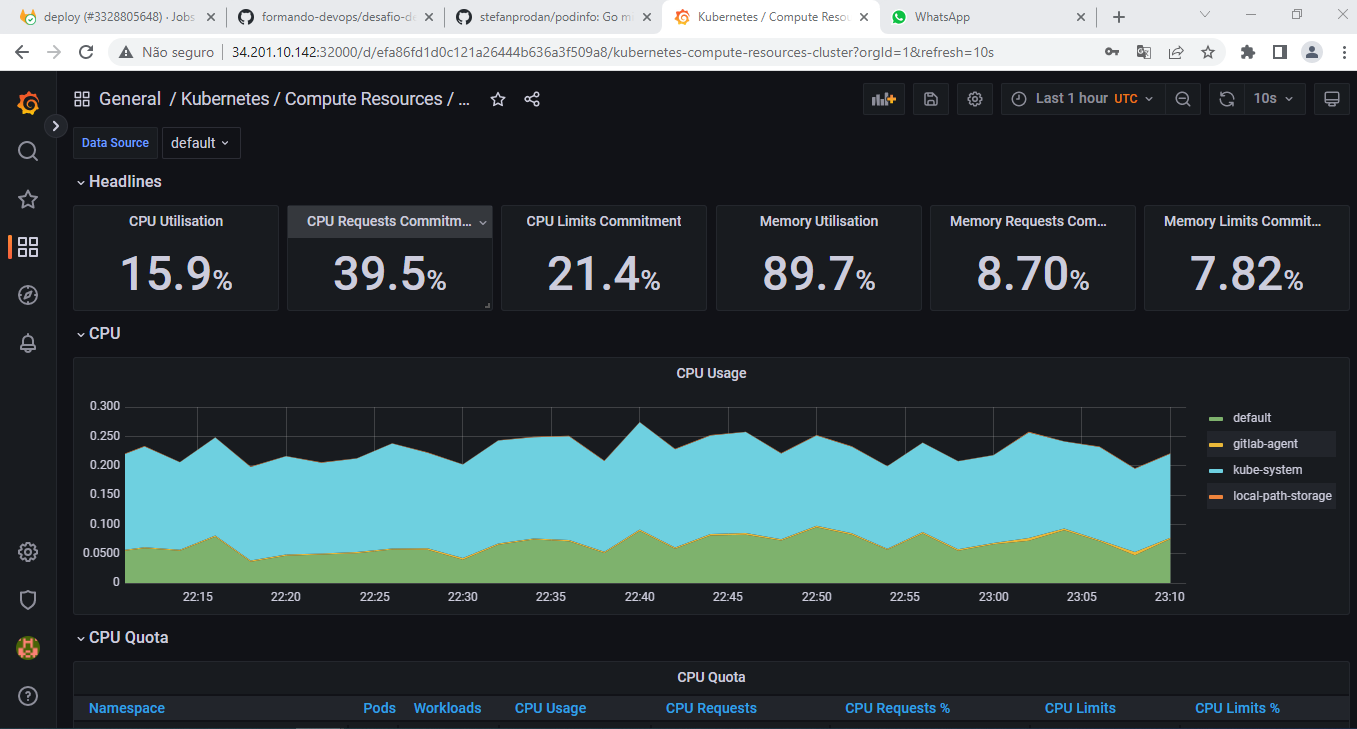 deploy (#3328805648) · Jobs
formando-devops/desafio-de
stefanprodan/podinfo: Go mi
Kubernetes / Compute Resou
WhatsApp
Não seguro
34.201.10.142:32000/d/efa86fd1d0c121a26444b636a3f509a8/kubernetes-compute-resources-cluster?orgId=1&refresh=10s
General / Kubernetes / Compute Resources / ...
Last 1 hour UTC
10s
Data Source default
Headlines
CPU Utilisation
15.9%
CPU Requests Commitm...
39.5%
CPU Limits Commitment
21.4%
Memory Utilisation
89.7%
Memory Requests Com...
8.70%
Memory Limits Commit...
7.82%
CPU
CPU Usage
0.300
0.250
0.200
0.150
0.100
0.0500
0
22:15 22:20 22:25 22:30 22:35 22:40 22:45 22:50 22:55 23:00 23:05 23:10
default
gitlab-agent
kube-system
local-path-storage
CPU Quota
CPU Quota
Namespace Pods Workloads CPU Usage CPU Requests CPU Requests % CPU Limits CPU Limits %